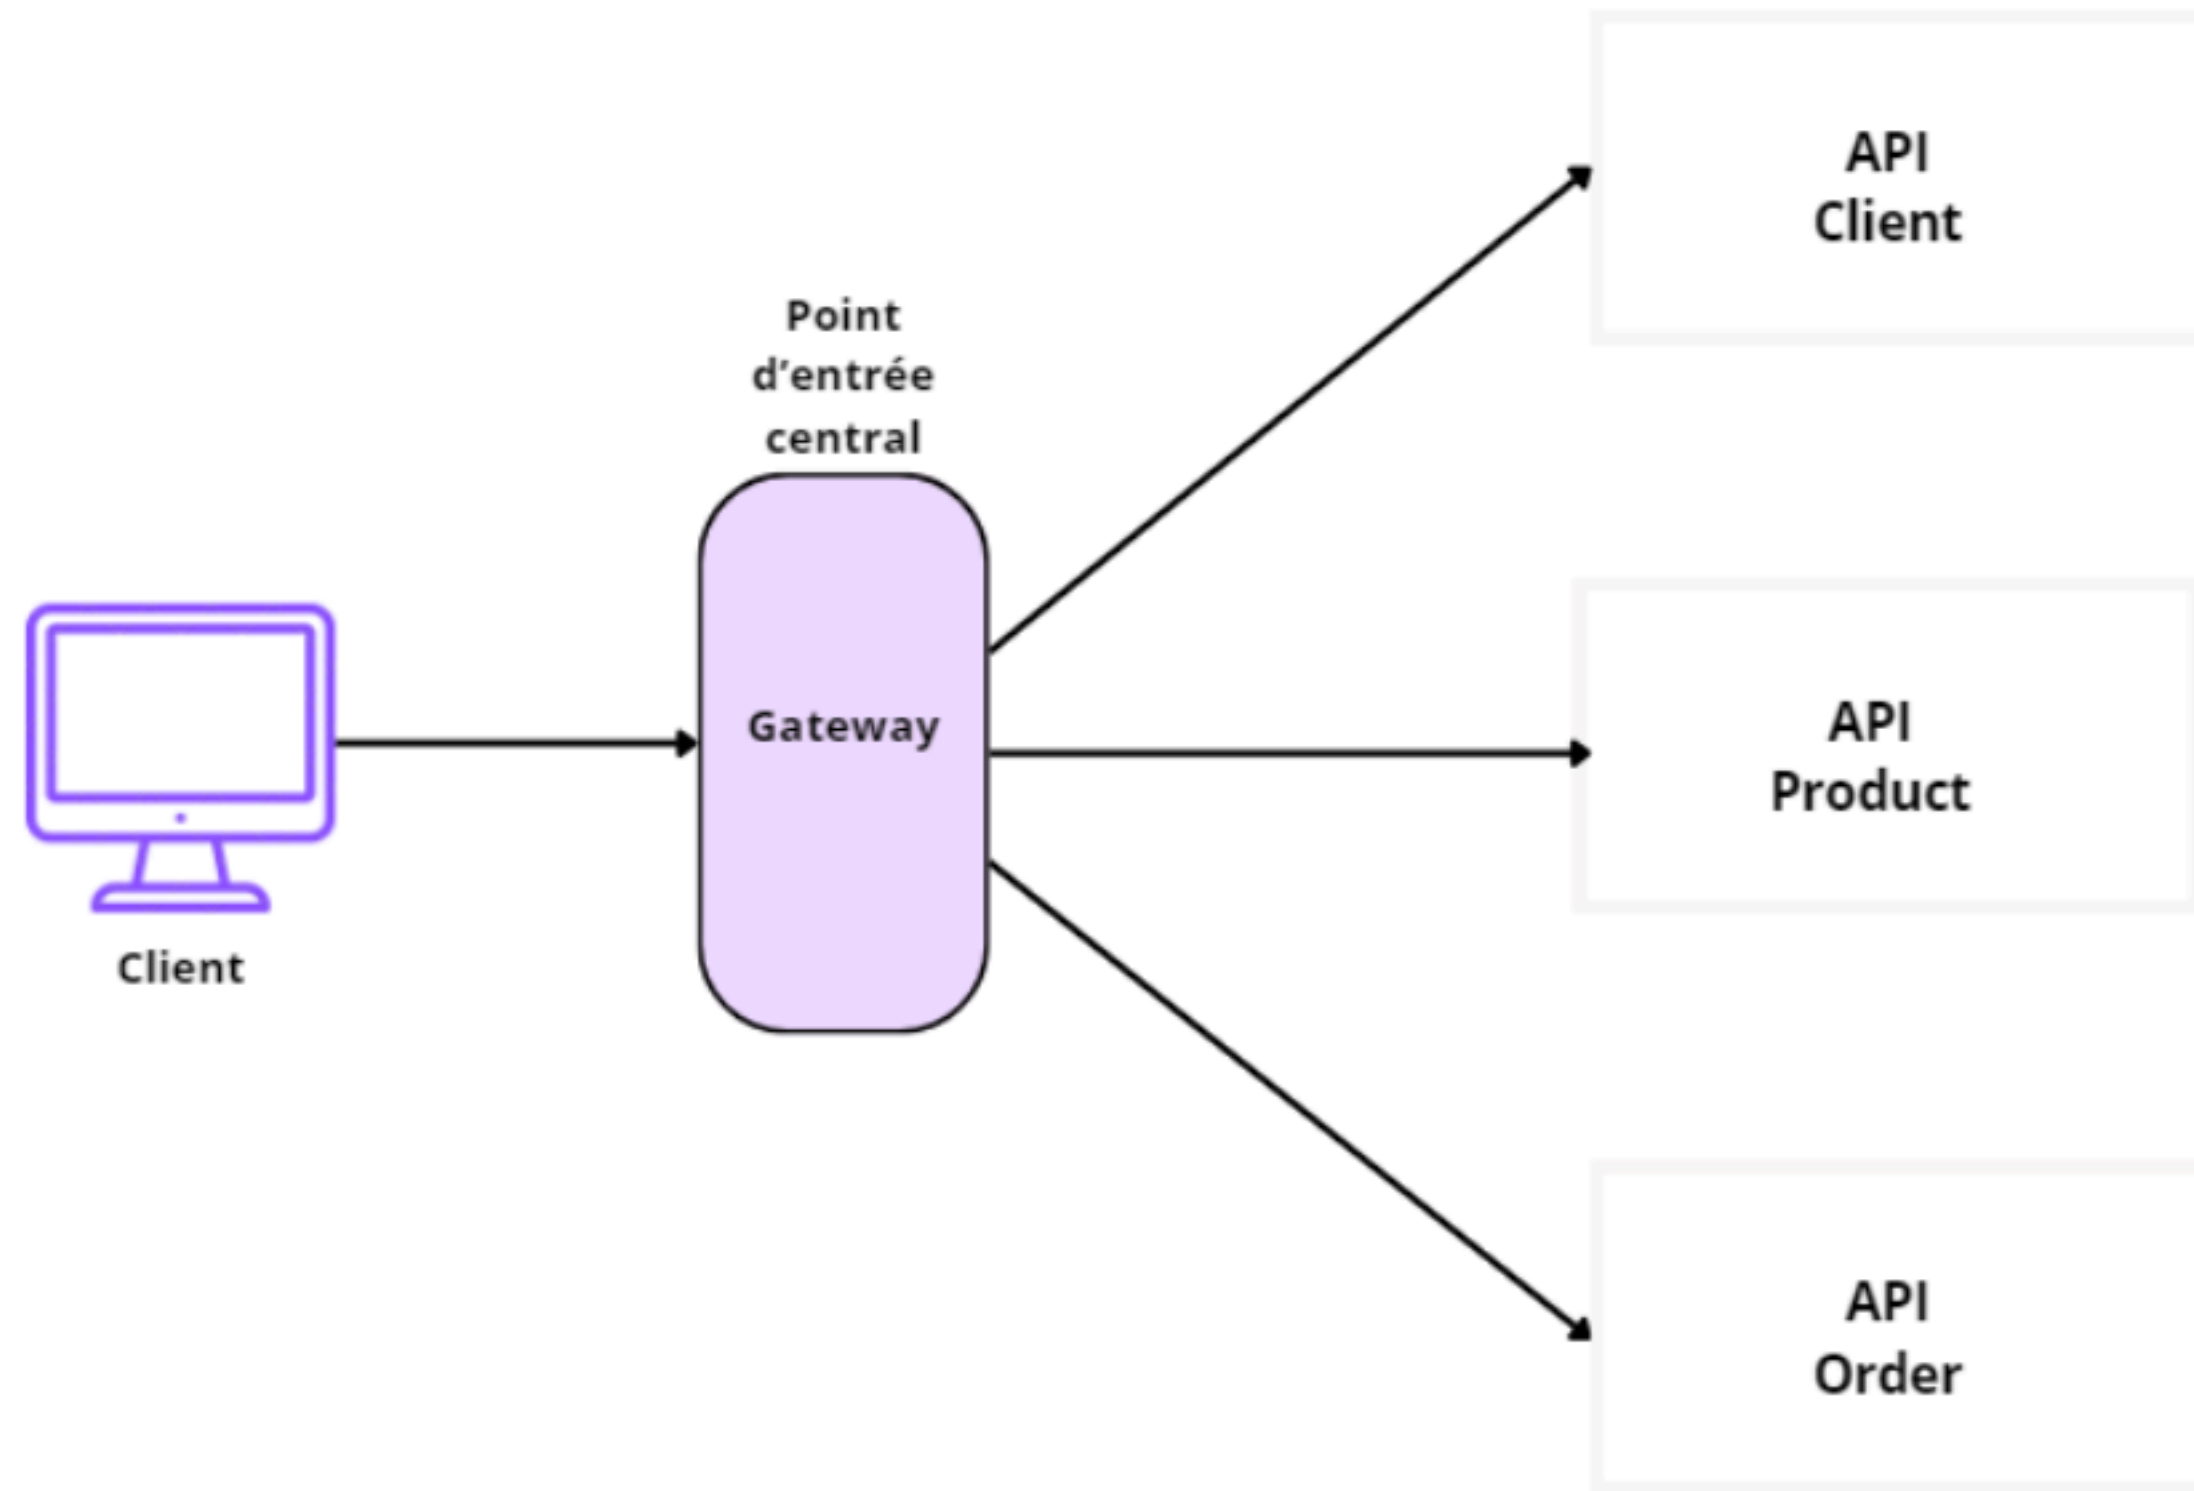 Client
Point
d’entrée
central
Gateway
API
Client
API
Product
API
Order